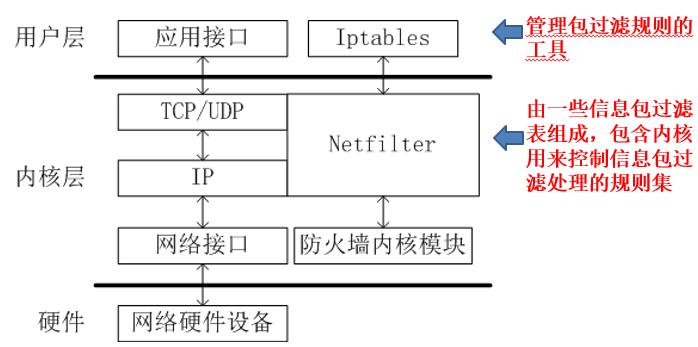 用户层
应用接口
Iptables
管理包过滤规则的
工具
内核层
TCP/UDP
IP
网络接口
Netfilter
防火墙内核模块
由一些信息包过滤
表组成，包含内核
用来控制信息包过
滤处理的规则集
硬件
网络硬件设备